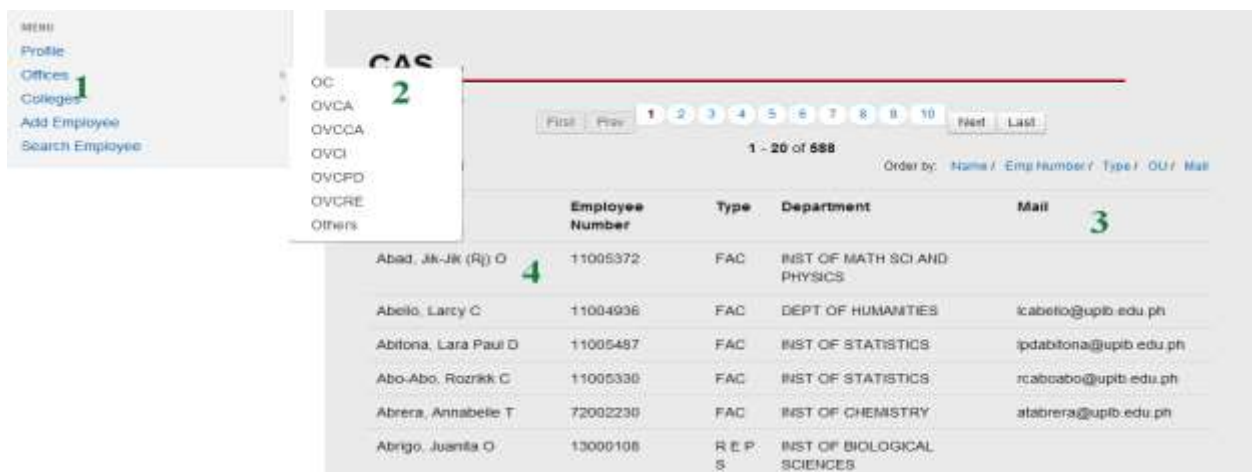 MENU
Profile
Offices
Colleges
Add Employee
Search Employee
1
OC
OVCA
OVCCA
OVCI
OVCPD
OVCRE
Others
2
CAS
First Prev 1 2 3 4 5 6 7 8 9 10 Next Last
1 - 20 of 588
Order by: Name / Emp Number / Type / OU / Mail
Employee Number Type Department Mail
3
Abad, Jik-Jik (Rj) O 11005372 FAC INST OF MATH SCI AND PHYSICS
4
Abello, Larcy C 11004936 FAC DEPT OF HUMANITIES lcabello@uplb.edu.ph
Abitona, Lara Paul D 11005487 FAC INST OF STATISTICS lpdabitona@uplb.edu.ph
Abo-Abo, Rozrikk C 11005330 FAC INST OF STATISTICS rcaboabo@uplb.edu.ph
Abrera, Annabelle T 72002230 FAC INST OF CHEMISTRY atabrera@uplb.edu.ph
Abrigo, Juanita O 13000108 R E P S INST OF BIOLOGICAL SCIENCES